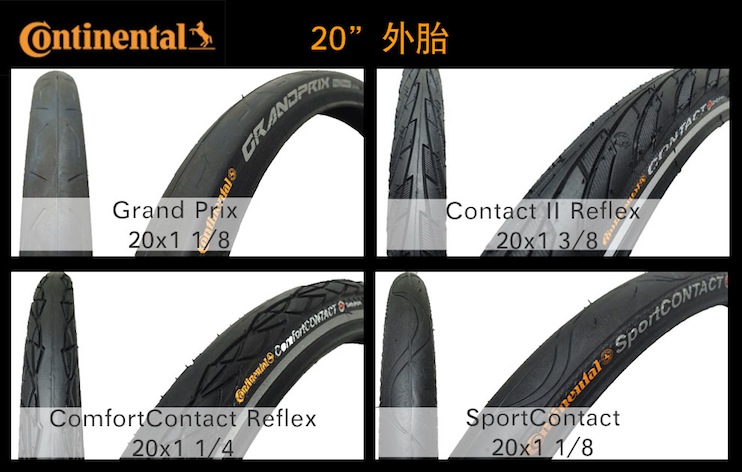 Continental
20” 外胎
GRANDPRIX
Continental
Grand Prix
20x1 1/8
CONTACT
Continental
Contact II Reflex
20x1 3/8
ComfortCONTACT
Continental
ComfortContact Reflex
20x1 1/4
SportCONTACT
Continental
SportContact
20x1 1/8